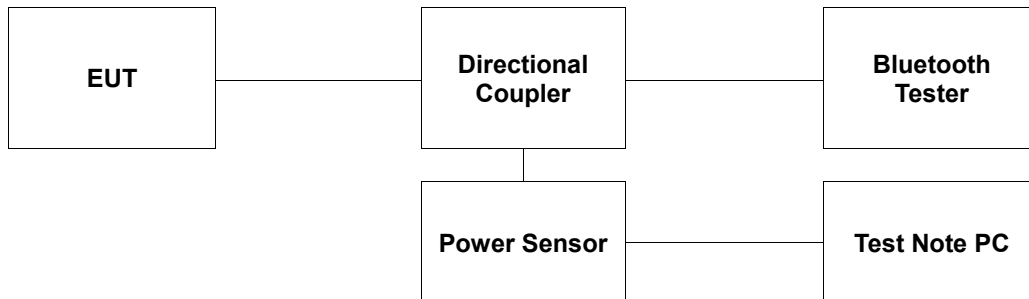 EUT
Directional
Coupler
Bluetooth
Tester
Power Sensor
Test Note PC